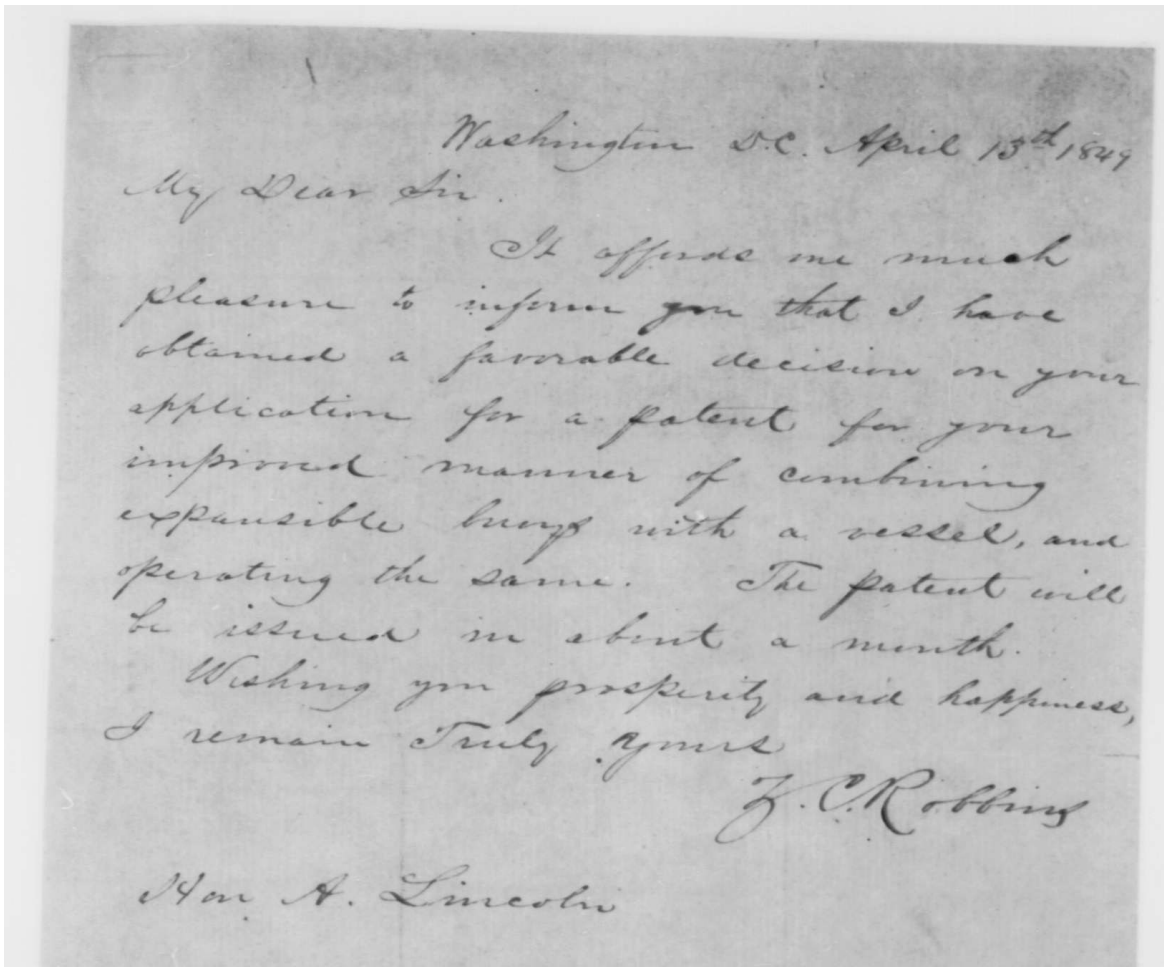 Washington D.C. April 13th 1849
My Dear Sir.
It affords me much
pleasure to inform you that I have
obtained a favorable decision on your
application for a patent for your
improved manner of combining
expansible buoys with a vessel, and
operating the same. The patent will
be issued in about a month.
Wishing you prosperity and happiness,
I remain Truly Yours
Z. C. Robbins
Hon A. Lincoln